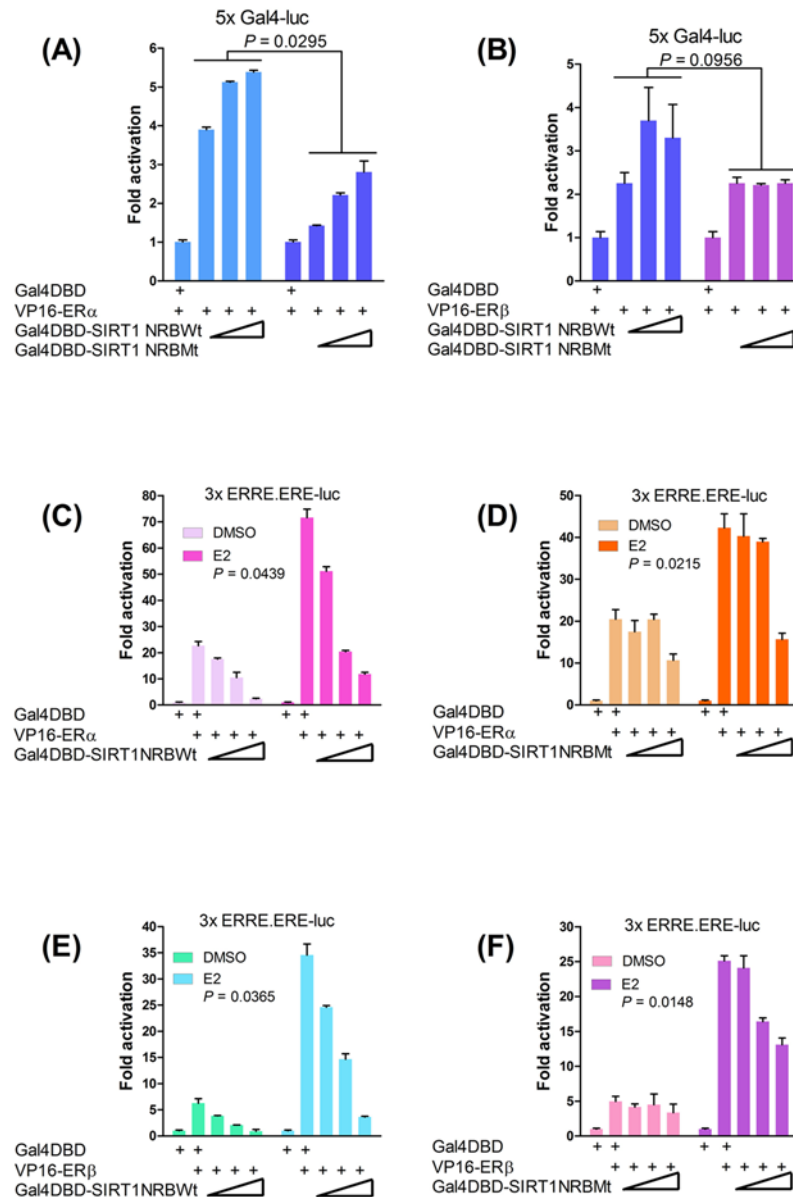 (A)
5x Gal4-luc
P = 0.0295
Fold activation
6
5
4
3
2
1
0
Gal4DBD + +
VP16-ERα + + + + + + + +
Gal4DBD-SIRT1 NRBWt
Gal4DBD-SIRT1 NRBMt
(B)
5x Gal4-luc
P = 0.0956
Fold activation
5
4
3
2
1
0
Gal4DBD + +
VP16-ERβ + + + + + + + +
Gal4DBD-SIRT1 NRBWt
Gal4DBD-SIRT1 NRBMt
(C)
3x ERRE.ERE-luc
DMSO
E2
P = 0.0439
Fold activation
80
70
60
50
40
30
20
10
0
Gal4DBD + + + +
VP16-ERα + + + + + + + +
Gal4DBD-SIRT1NRBWt
(D)
3x ERRE.ERE-luc
DMSO
E2
P = 0.0215
Fold activation
50
40
30
20
10
0
Gal4DBD + + + +
VP16-ERα + + + + + + + +
Gal4DBD-SIRT1NRBMt
(E)
3x ERRE.ERE-luc
DMSO
E2
P = 0.0365
Fold activation
40
35
30
25
20
15
10
5
0
Gal4DBD + + + +
VP16-ERβ + + + + + + + +
Gal4DBD-SIRT1NRBWt
(F)
3x ERRE.ERE-luc
DMSO
E2
P = 0.0148
Fold activation
30
25
20
15
10
5
0
Gal4DBD + + + +
VP16-ERβ + + + + + + + +
Gal4DBD-SIRT1NRBMt